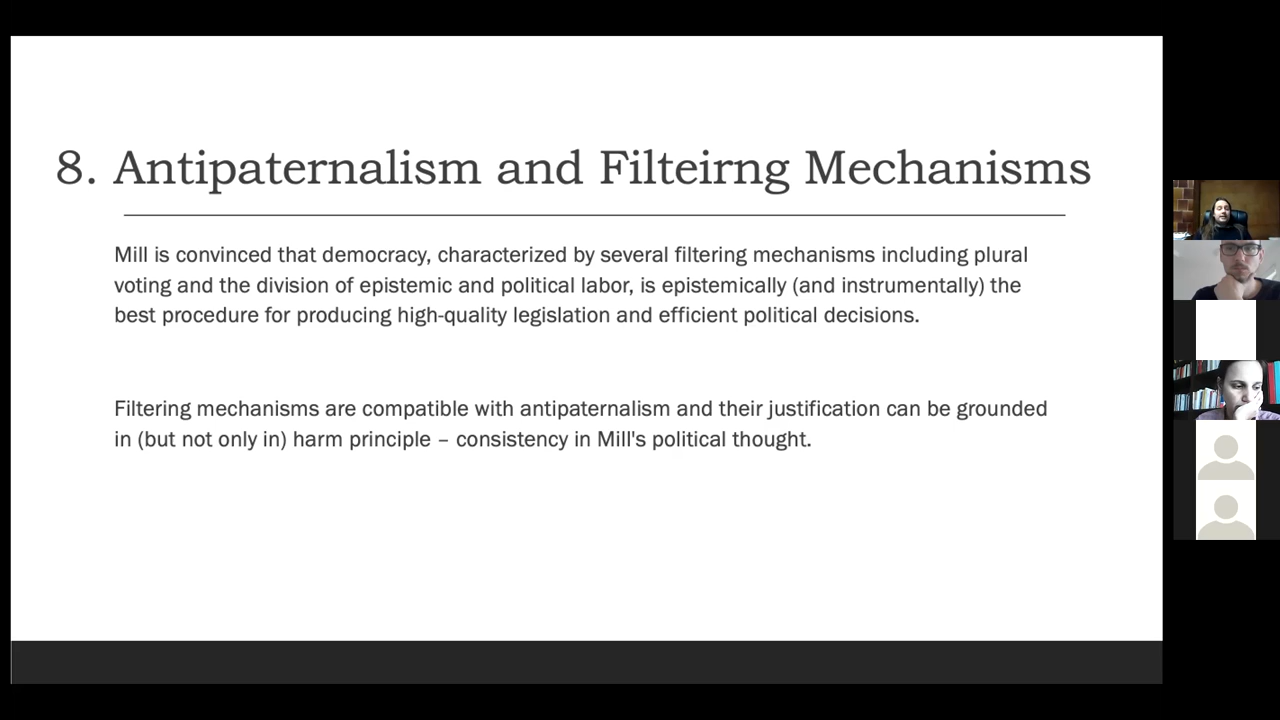 8. Antipaternalism and Filteirng Mechanisms
Mill is convinced that democracy, characterized by several filtering mechanisms including plural
voting and the division of epistemic and political labor, is epistemically (and instrumentally) the
best procedure for producing high-quality legislation and efficient political decisions.
Filtering mechanisms are compatible with antipaternalism and their justification can be grounded
in (but not only in) harm principle – consistency in Mill's political thought.